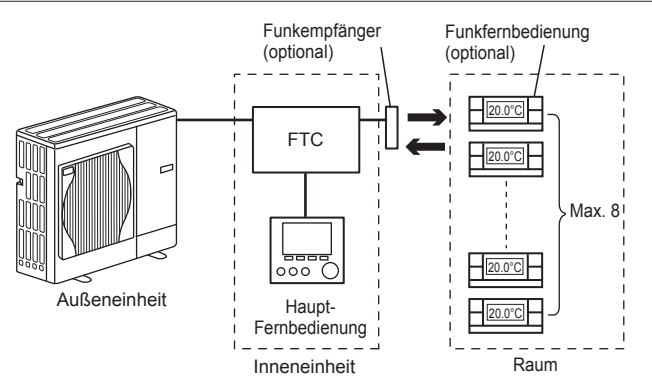 Funkempfänger
(optional)
Funkfernbedienung
(optional)
FTC
20.0°C
20.0°C
Max. 8
20.0°C
20.0°C
Außeneinheit
Haupt-
Fernbedienung
Inneneinheit
Raum